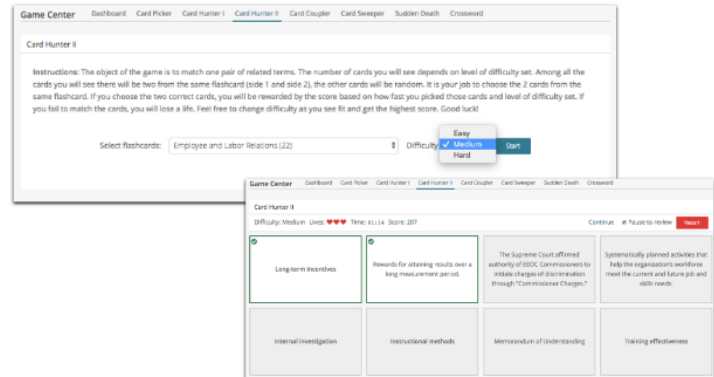 Game Center Dashboard Card Picker Card Hunter I Card Hunter II Card Coupler Card Sweeper Sudden Death Crossword
Card Hunter II
Instructions: The object of the game is to match one pair of related terms. The number of cards you will see depends on level of difficulty set. Among all the
cards you will see there will be two from the same flashcard (side 1 and side 2), the other cards will be random. It is your job to choose the 2 cards from the
same flashcard. If you choose the two correct cards, you will be rewarded by the score based on how fast you picked those cards and level of difficulty set. If
you fail to match the cards, you will lose a life. Feel free to change difficulty as you see fit and get the highest score. Good luck!
Easy
Select flashcards: Employee and Labor Relations (22) Difficulty Medium Start
Hard
Game Center Dashboard Card Picker Card Hunter I Card Hunter II Card Coupler Card Sweeper Sudden Death Crossword
Card Hunter II
Difficulty: Medium Lives: Time: 01:14 Score: 207 Continue Pause to review
Long-term incentives
Rewards for attaining results over a
long measurement period.
The Supreme Court affirmed
authority of EEOC Commissioners to
initiate charges of discrimination
through "Commissioner Charges."
Systematically planned activities that
help the organization's workforce
meet the current and future job and
skills needs.
Internal investigation
Instructional methods
Memorandum of Understanding
Training effectiveness